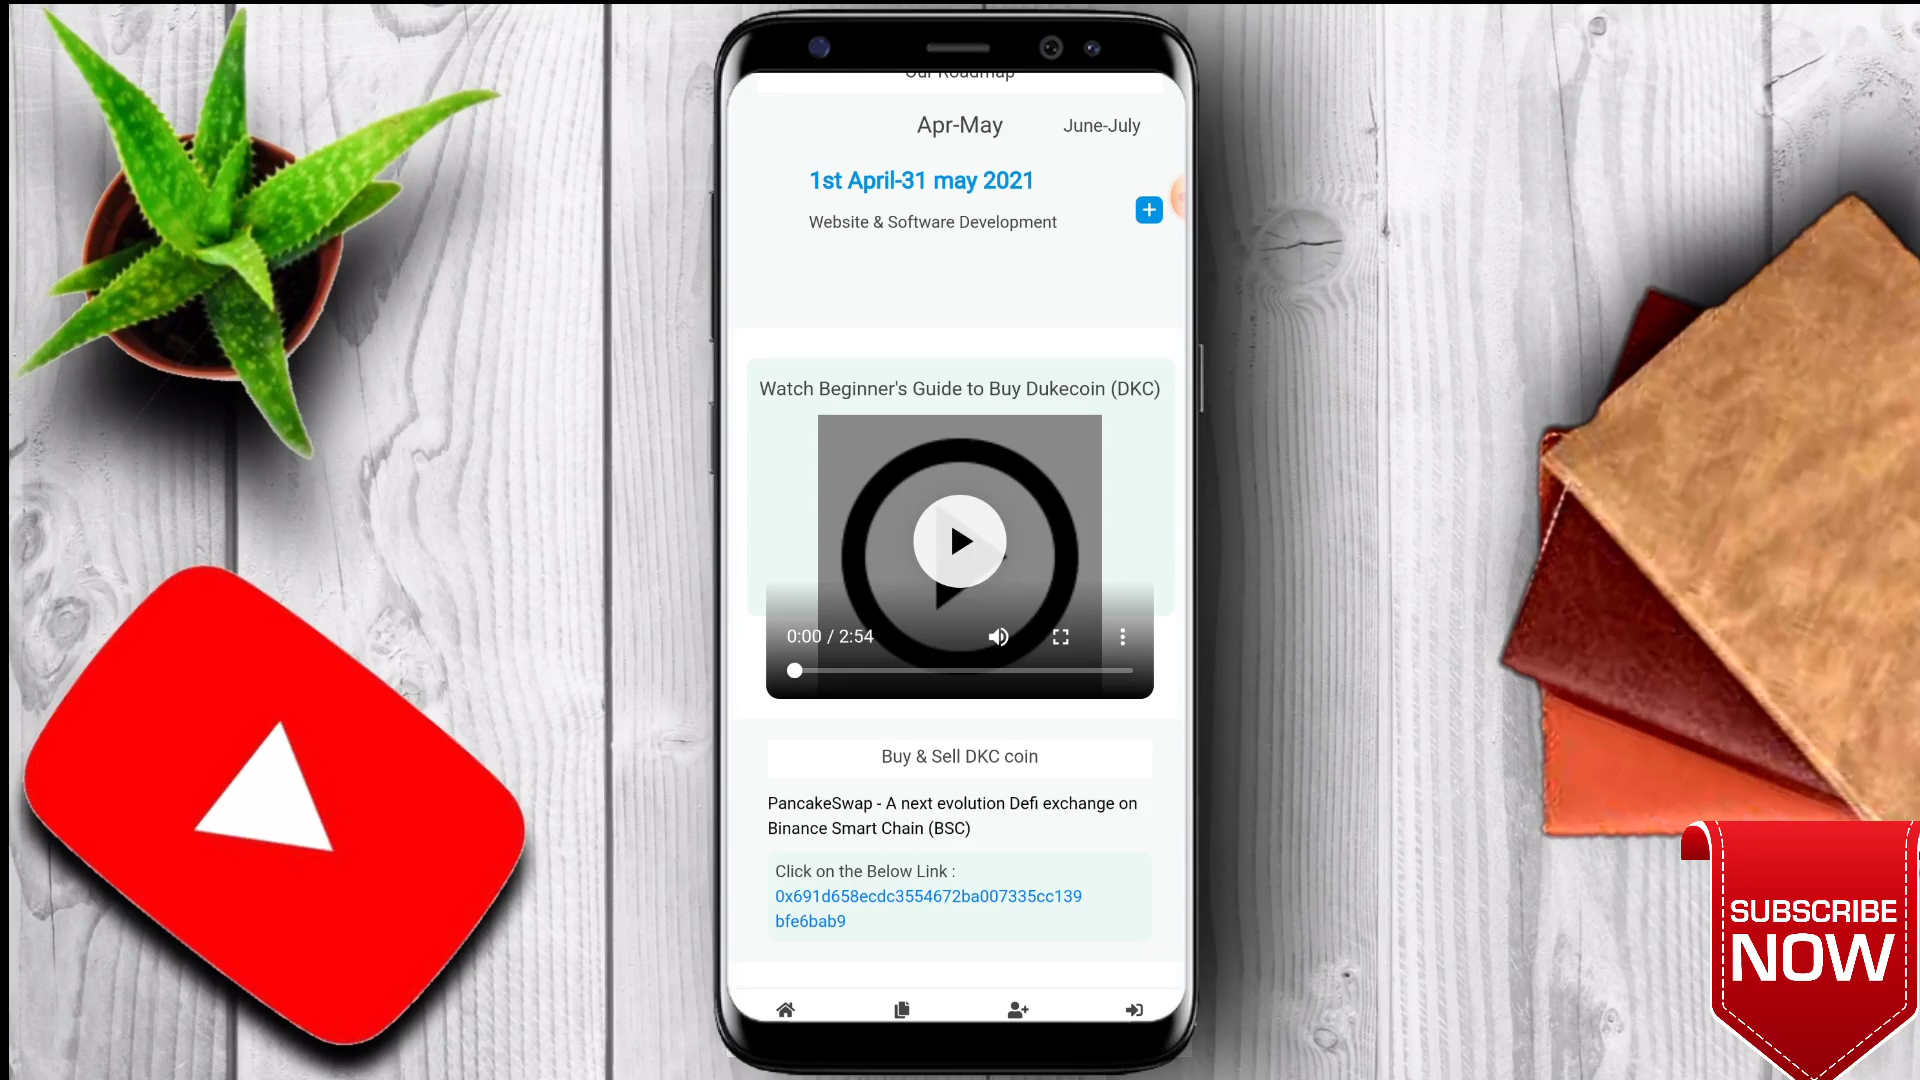 Our Roadmap
Apr-May
June-July
1st April-31 may 2021
Website & Software Development
Watch Beginner's Guide to Buy Dukecoin (DKC)
0:00 / 2:54
Buy & Sell DKC coin
PancakeSwap - A next evolution Defi exchange on
Binance Smart Chain (BSC)
Click on the Below Link :
0x691d658ecdc3554672ba007335cc139
bfe6bab9
SUBSCRIBE
NOW